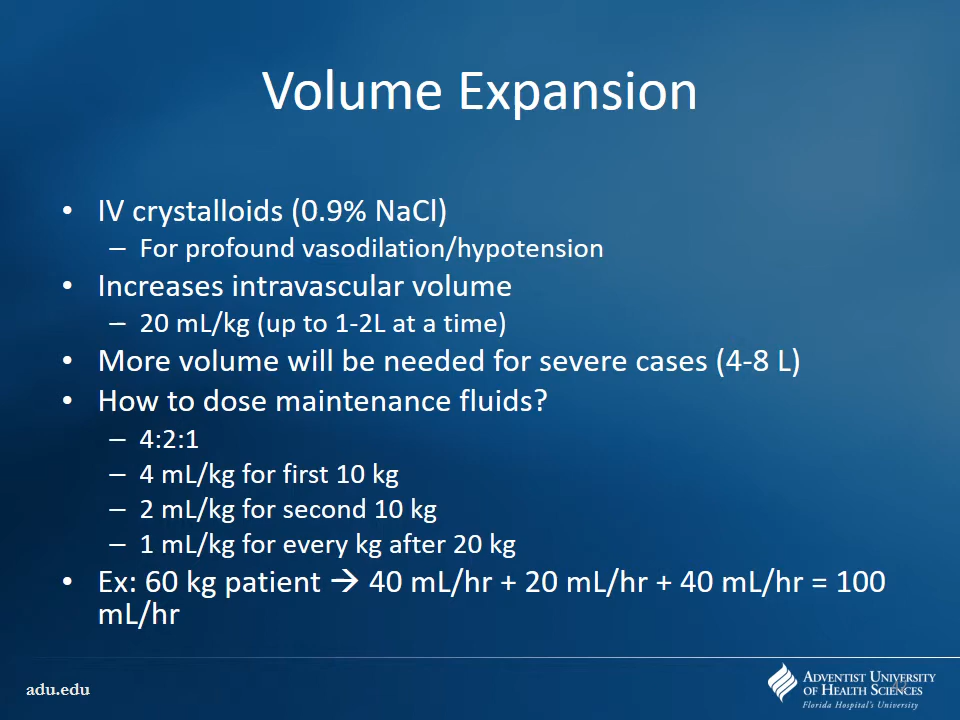 Volume Expansion
• IV crystalloids (0.9% NaCl)
– For profound vasodilation/hypotension
• Increases intravascular volume
– 20 mL/kg (up to 1-2L at a time)
• More volume will be needed for severe cases (4-8 L)
• How to dose maintenance fluids?
– 4:2:1
– 4 mL/kg for first 10 kg
– 2 mL/kg for second 10 kg
– 1 mL/kg for every kg after 20 kg
• Ex: 60 kg patient → 40 mL/hr + 20 mL/hr + 40 mL/hr = 100
mL/hr
adu.edu
ADVENTIST UNIVERSITY
OF HEALTH SCIENCES
Florida Hospital's University